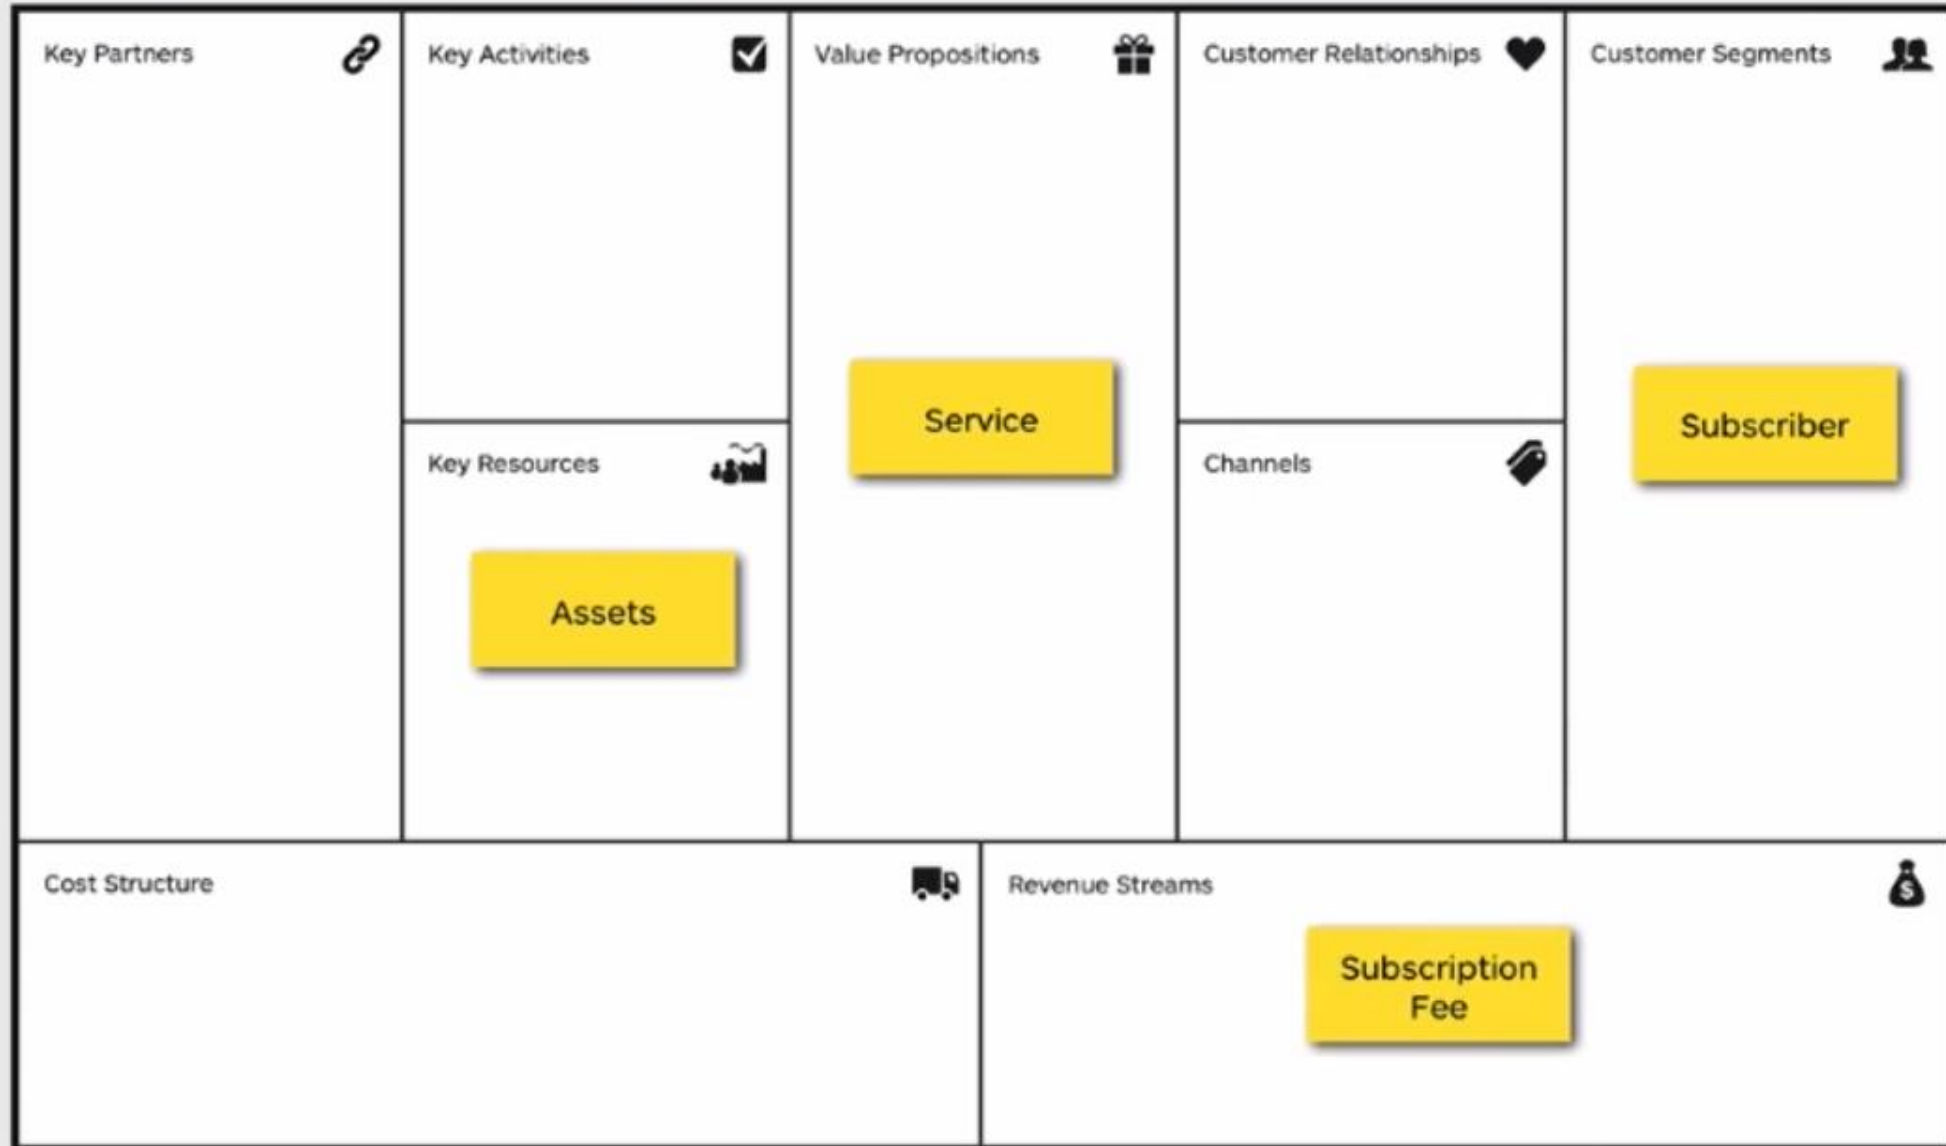 Key Partners
Key Activities
Value Propositions
Customer Relationships
Customer Segments
Service
Subscriber
Key Resources
Channels
Assets
Cost Structure
Revenue Streams
$
Subscription
Fee